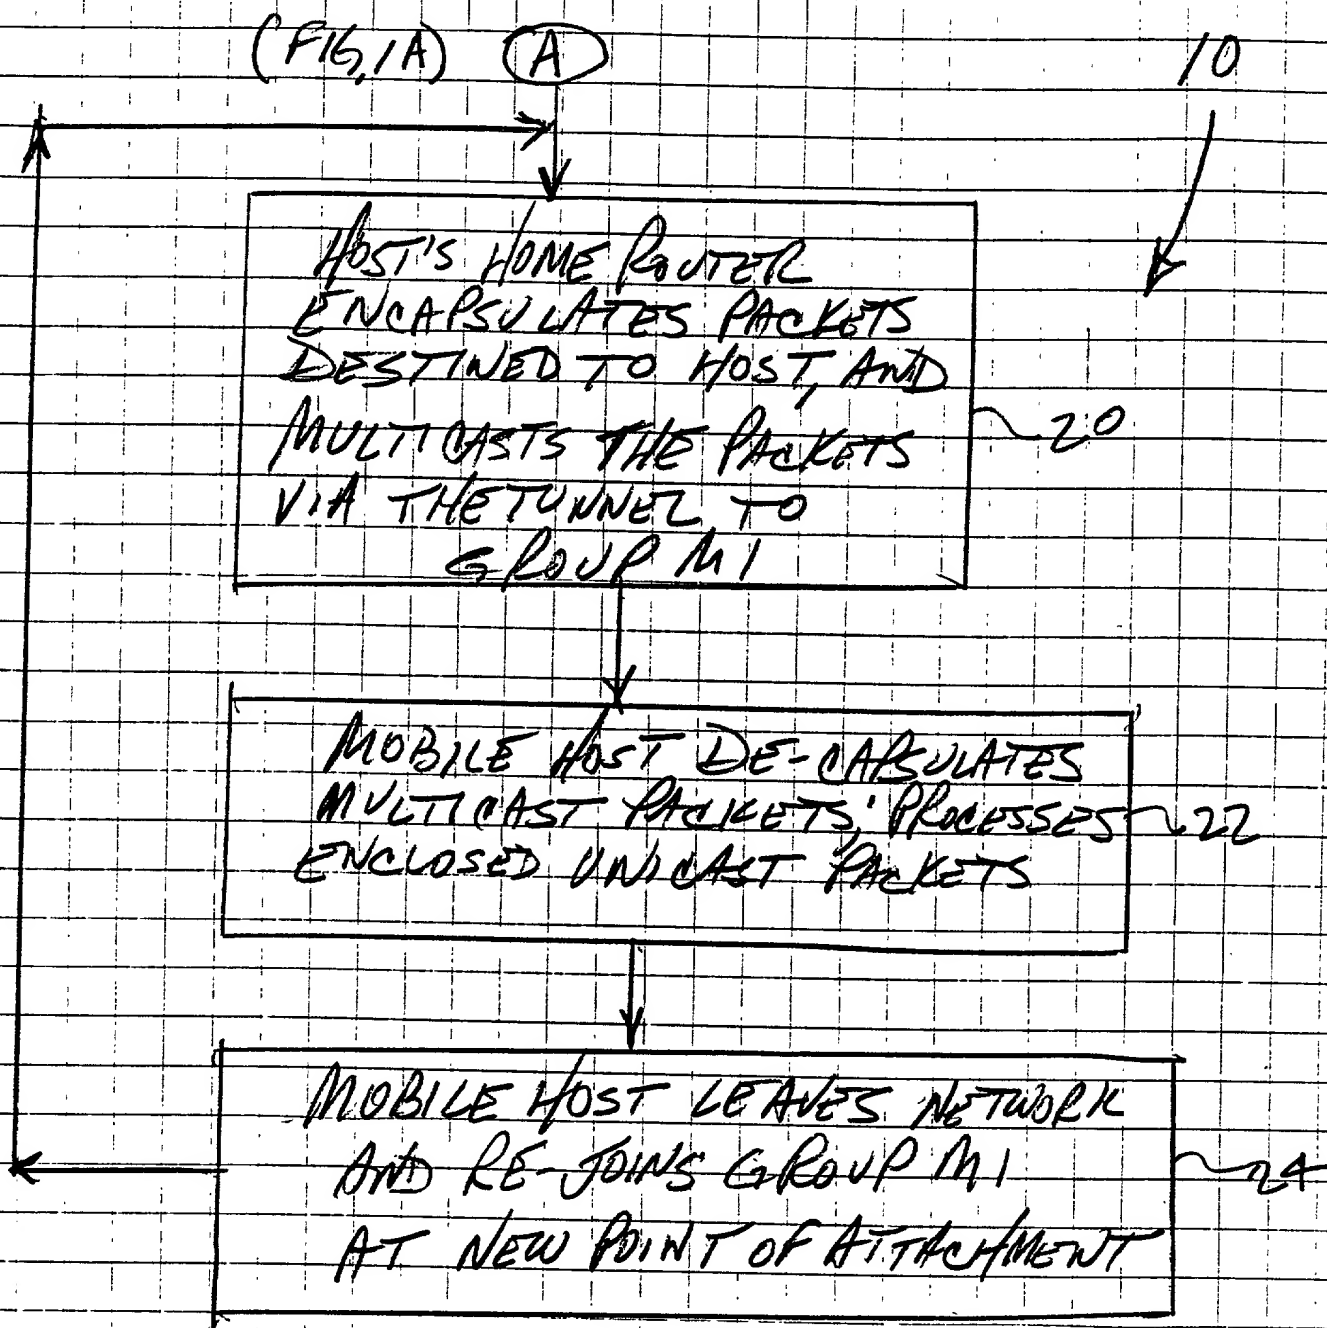 (FIG,1A) A
10
HOST'S HOME ROUTER
ENCAPSULATES PACKETS
DESTINED TO HOST, AND
MULTICASTS THE PACKETS
VIA THE TUNNEL TO
GROUP M1
20
MOBILE HOST DE-CAPSULATES
MULTICAST PACKETS; PROCESSES
ENCLOSED UNICAST PACKETS
22
MOBILE HOST LEAVES NETWORK
AND RE-JOINS GROUP M1
AT NEW POINT OF ATTACHMENT
24